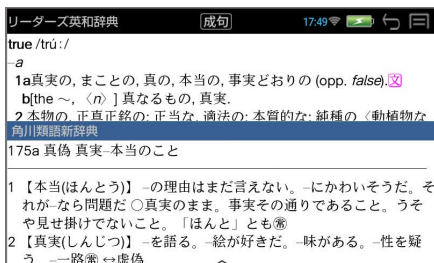 リーダーズ英和辞典 成句 17:49
true /trúː/
–a
1a真実の, まことの, 真の, 本当の, 事実どおりの (opp. false).文
b[the ～, 〈n〉] 真なるもの, 真実.
2 本物の, 正真正銘の; 正当な, 適法の; 本質的な; 純種の〈動植物な
角川類語新辞典
175a 真偽 真実–本当のこと
1 【本当(ほんとう)】 –の理由はまだ言えない。–にかわいそうだ。そ
れが–なら問題だ ○真実のまま。事実その通りであること。うそ
や見せ掛けでないこと。「ほんと」とも㊟
2 【真実(しんじつ)】 –を語る。–絵が好きだ。–味がある。–性を疑
う。–一路 ⇔虚偽